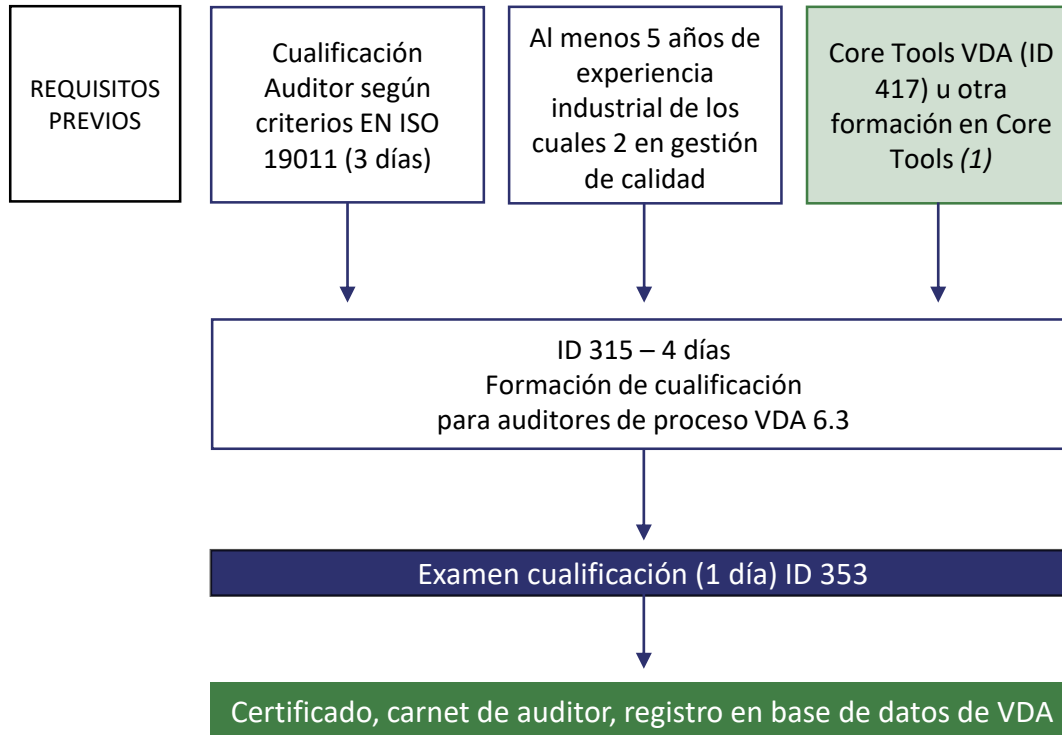 REQUISITOS
PREVIOS
Cualificación
Auditor según
criterios EN ISO
19011 (3 días)
Al menos 5 años de
experiencia
industrial de los
cuales 2 en gestión
de calidad
Core Tools VDA (ID
417) u otra
formación en Core
Tools (1)
ID 315 – 4 días
Formación de cualificación
para auditores de proceso VDA 6.3
Examen cualificación (1 día) ID 353
Certificado, carnet de auditor, registro en base de datos de VDA